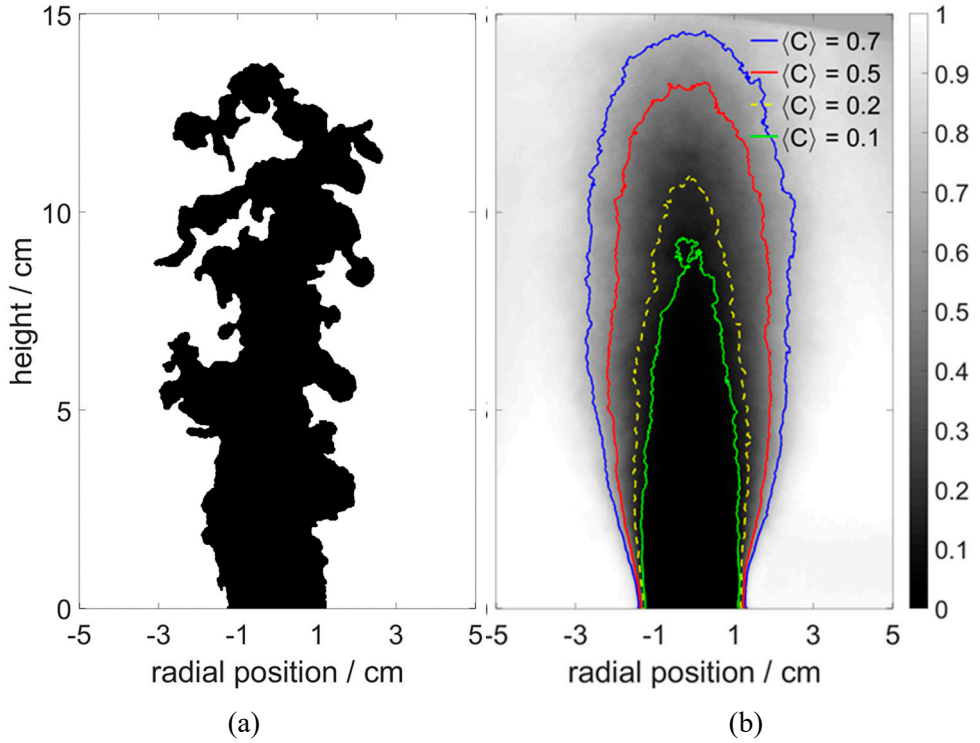 15
10
5
0
height / cm
-5 -3 -1 1 3 5
radial position / cm
(a)
⟨C⟩ = 0.7
⟨C⟩ = 0.5
⟨C⟩ = 0.2
⟨C⟩ = 0.1
-5 -3 -1 1 3 5
radial position / cm
(b)
1
0.9
0.8
0.7
0.6
0.5
0.4
0.3
0.2
0.1
0